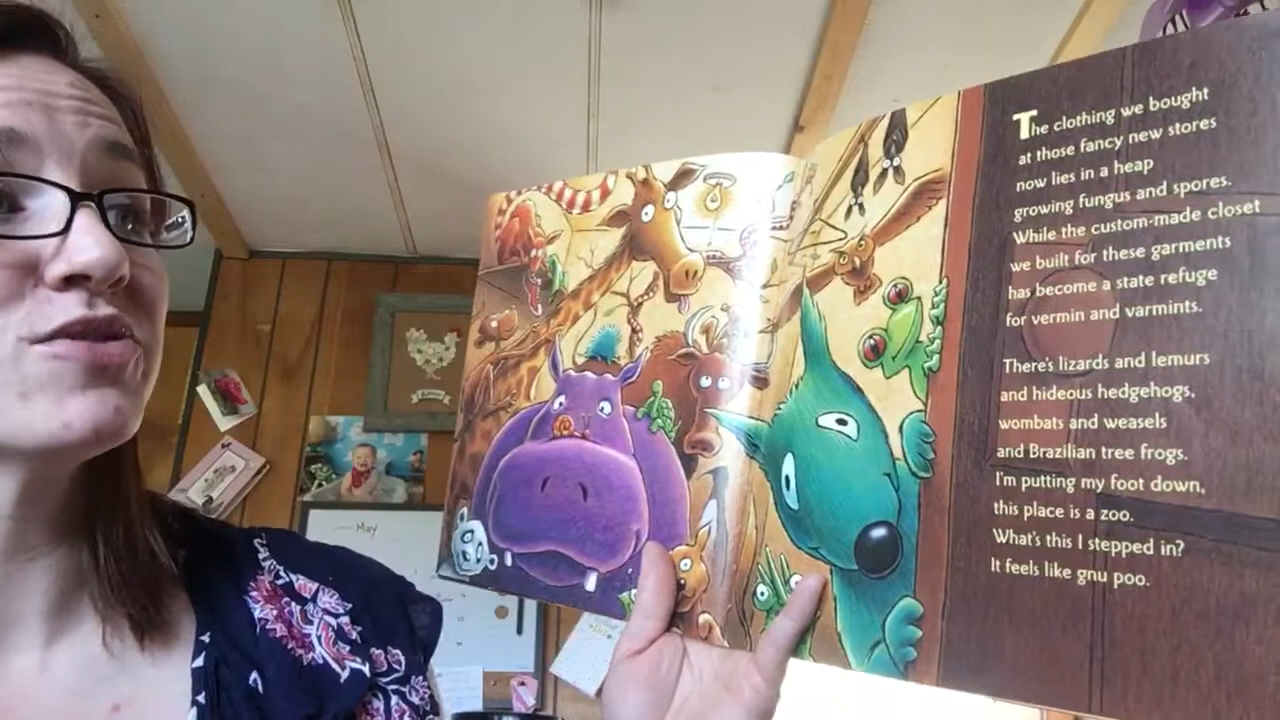 The clothing we bought
at those fancy new stores
now lies in a heap
growing fungus and spores.
While the custom-made closet
we built for these garments
has become a state refuge
for vermin and varmints.
There's lizards and lemurs
and hideous hedgehogs,
wombats and weasels
and Brazilian tree frogs.
I'm putting my foot down,
this place is a zoo.
What's this I stepped in?
It feels like gnu poo.
May